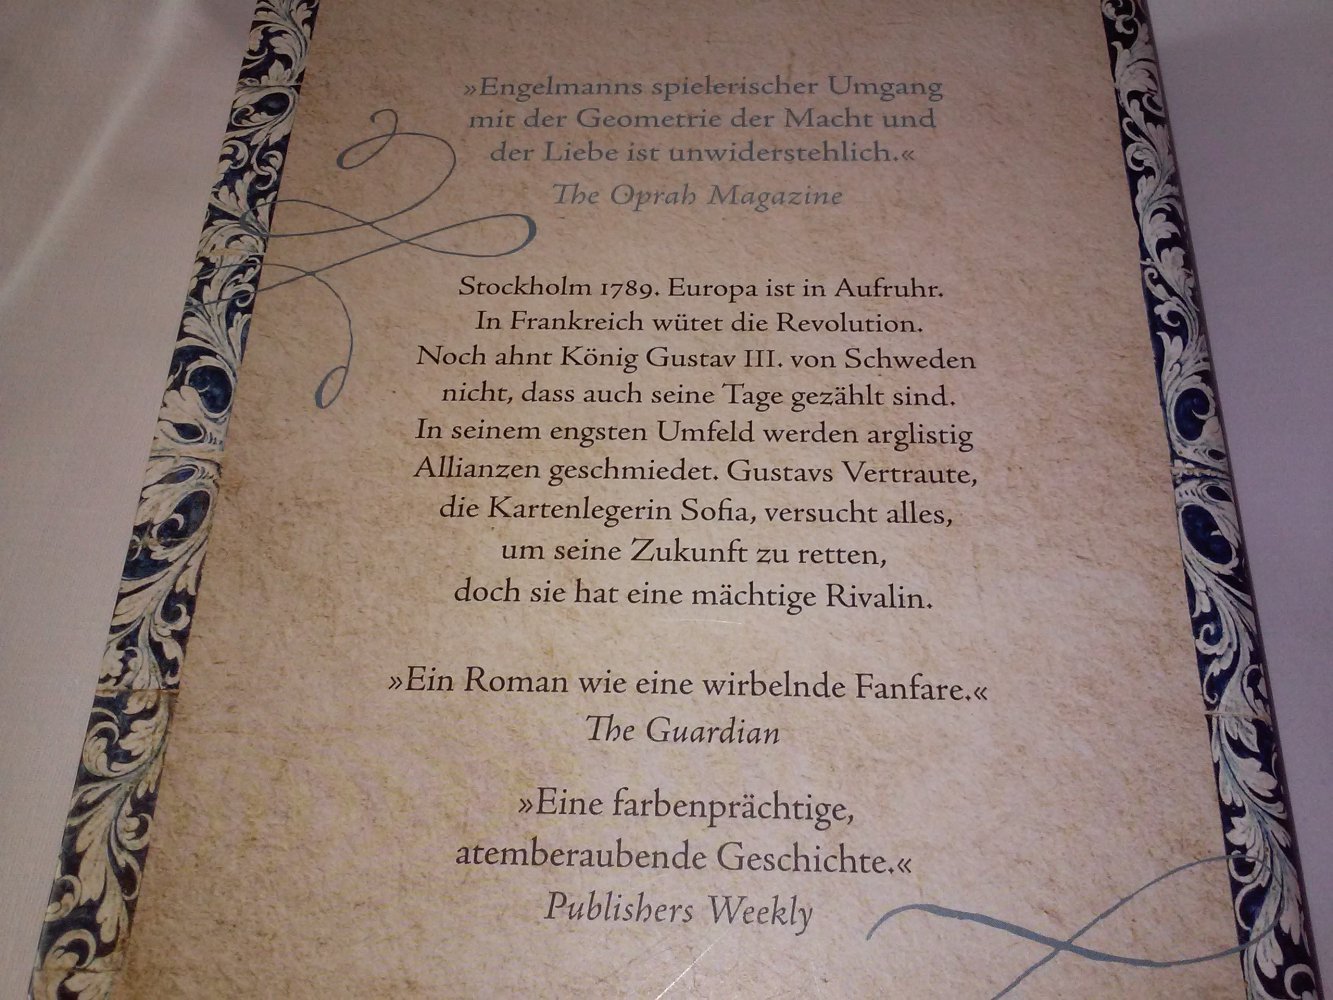 »Engelmanns spielerischer Umgang
mit der Geometrie der Macht und
der Liebe ist unwiderstehlich.«
The Oprah Magazine
Stockholm 1789. Europa ist in Aufruhr.
In Frankreich wütet die Revolution.
Noch ahnt König Gustav III. von Schweden
nicht, dass auch seine Tage gezählt sind.
In seinem engsten Umfeld werden arglistig
Allianzen geschmiedet. Gustavs Vertraute,
die Kartenlegerin Sofia, versucht alles,
um seine Zukunft zu retten,
doch sie hat eine mächtige Rivalin.
»Ein Roman wie eine wirbelnde Fanfare.«
The Guardian
»Eine farbenprächtige,
atemberaubende Geschichte.«
Publishers Weekly